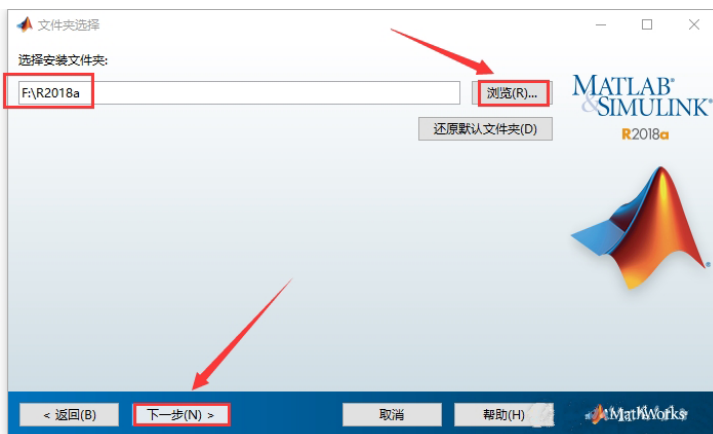 文件夹选择
选择安装文件夹:
F:\R2018a
浏览(R)...
还原默认文件夹(D)
MATLAB®
&SIMULINK®
R2018a
< 返回(B)
下一步(N) >
取消
帮助(H)
MathWorks®